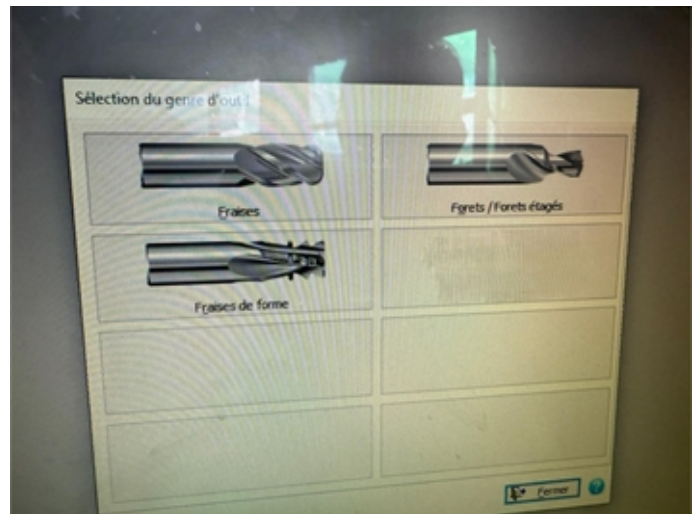 Sélection du genre d'outil
Fraises
Forets / Forets étagés
Fraises de forme
Fermer